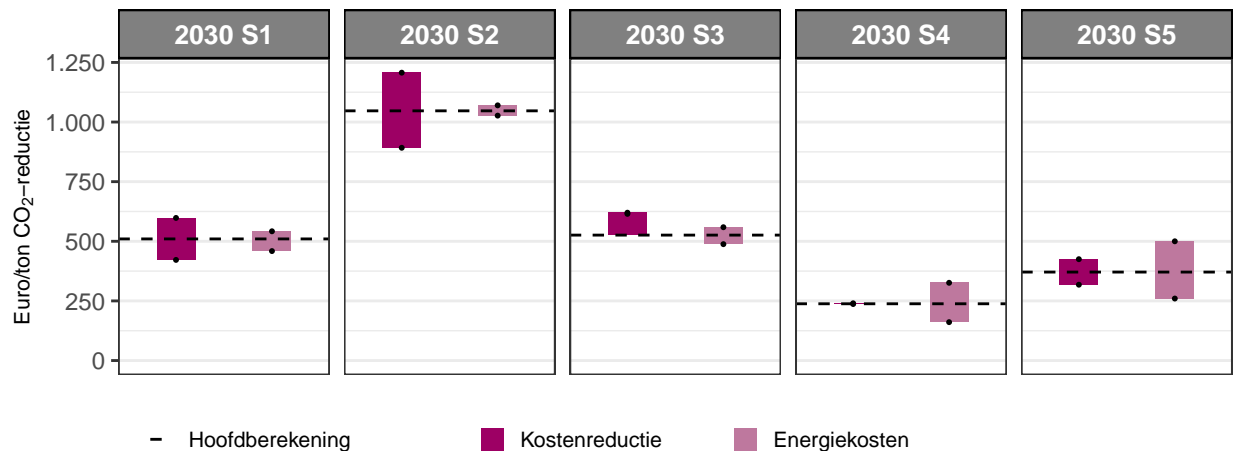 2030 S1 2030 S2 2030 S3 2030 S4 2030 S5
1.250
1.000
750
500
250
0
Euro/ton CO₂−reductie
Hoofdberekening Kostenreductie Energiekosten